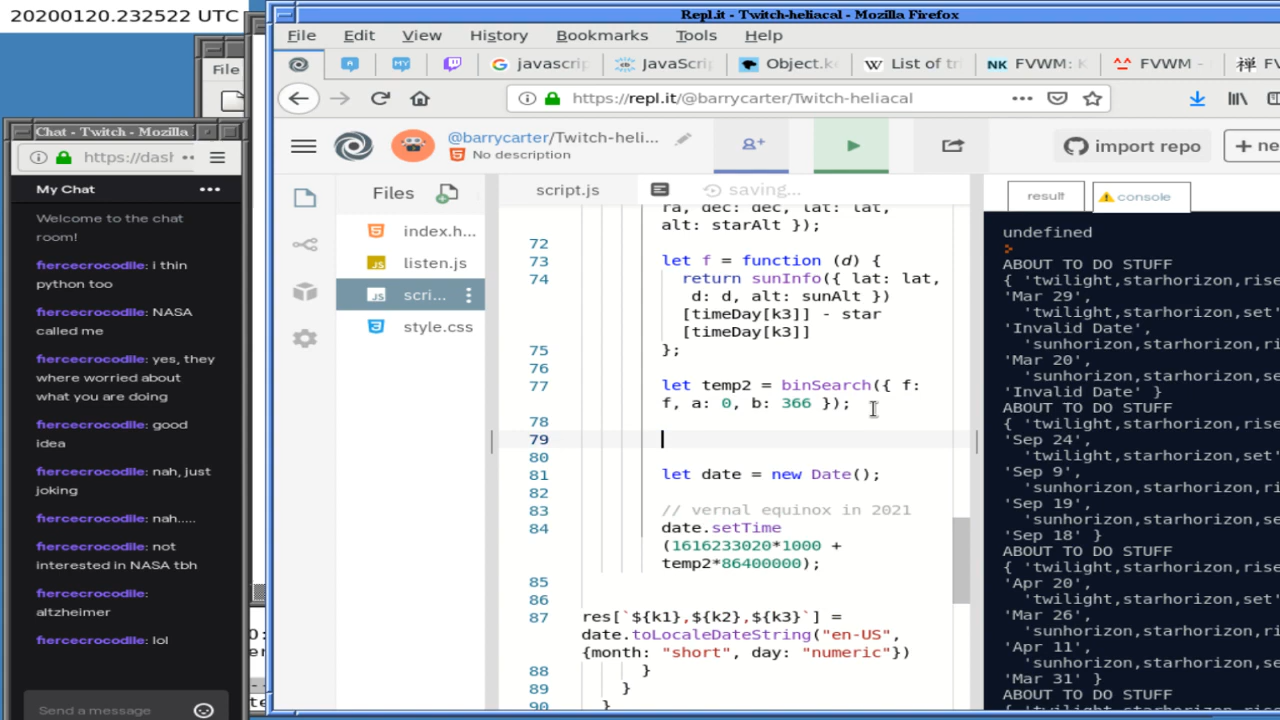 20200120.232522 UTC
Repl.it - Twitch-heliacal - Mozilla Firefox
File Edit View History Bookmarks Tools Help
File
javascrip JavaScri Object.k List of tr NK FVWM: FVWM - 禅
https://repl.it/@barrycarter/Twitch-heliacal
Chat - Twitch - Mozilla
https://dash
My Chat
Welcome to the chat
room!
fiercecrocodile: i thin
python too
fiercecrocodile: NASA
called me
fiercecrocodile: yes, they
where worried about
what you are doing
fiercecrocodile: good
idea
fiercecrocodile: nah, just
joking
fiercecrocodile: nah.....
fiercecrocodile: not
interested in NASA tbh
fiercecrocodile:
altzheimer
fiercecrocodile: lol
Send a message
@barrycarter/Twitch-heli...
No description
import repo
+ ne
Files
index.h...
listen.js
scri...
style.css
script.js
saving...
ra, dec: dec, lat: lat,
alt: starAlt });
72
73 let f = function (d) {
74 return sunInfo({ lat: lat,
d: d, alt: sunAlt })
[timeDay[k3]] - star
[timeDay[k3]]
75 };
76
77 let temp2 = binSearch({ f:
f, a: 0, b: 366 });
78
79
80
81 let date = new Date();
82
83 // vernal equinox in 2021
84 date.setTime
(1616233020*1000 +
temp2*86400000);
85
86
87 res[`${k1},${k2},${k3}`] =
date.toLocaleDateString("en-US",
{month: "short", day: "numeric"})
88 }
89 }
90 }
result console
undefined
>
ABOUT TO DO STUFF
{ 'twilight,starhorizon,rise
'Mar 29',
'twilight,starhorizon,set'
'Invalid Date',
'sunhorizon,starhorizon,ri
'Mar 20',
'sunhorizon,starhorizon,se
'Invalid Date' }
ABOUT TO DO STUFF
{ 'twilight,starhorizon,rise
'Sep 24',
'twilight,starhorizon,set'
'Sep 9',
'sunhorizon,starhorizon,ri
'Sep 19',
'sunhorizon,starhorizon,se
'Sep 18' }
ABOUT TO DO STUFF
{ 'twilight,starhorizon,rise
'Apr 20',
'twilight,starhorizon,set'
'Mar 26',
'sunhorizon,starhorizon,ri
'Apr 11',
'sunhorizon,starhorizon,se
'Mar 31' }
ABOUT TO DO STUFF
{ 'twilight,starhorizon,rise